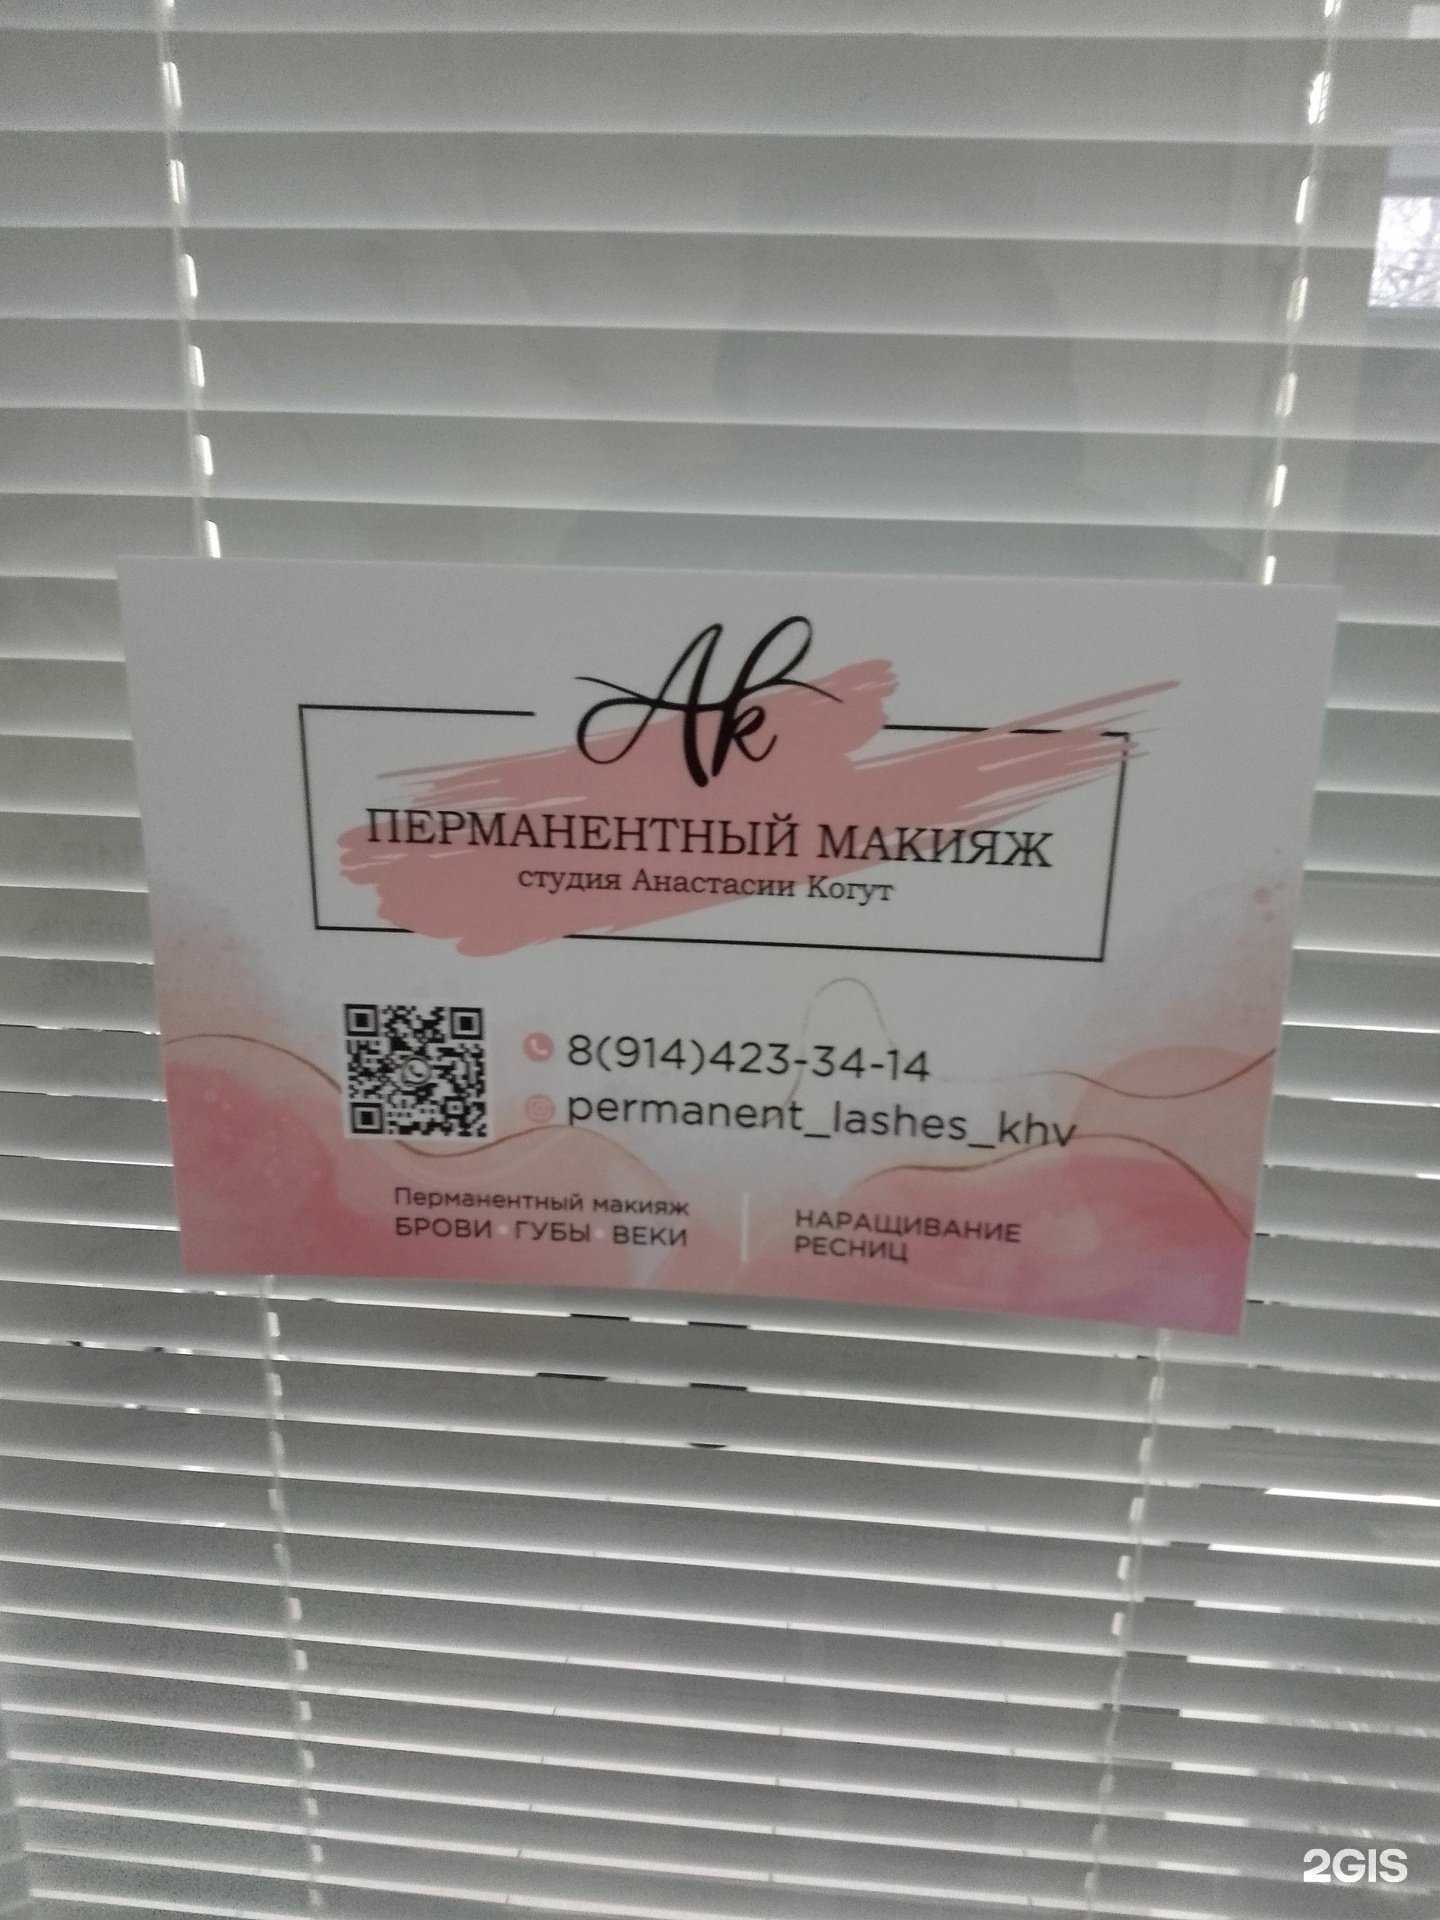 Ak
ПЕРМАНЕНТНЫЙ МАКИЯЖ
студия Анастасии Когут
8(914)423-34-14
permanent_lashes_khv
Перманентный макияж
БРОВИ • ГУБЫ • ВЕКИ
НАРАЩИВАНИЕ
РЕСНИЦ
2GIS